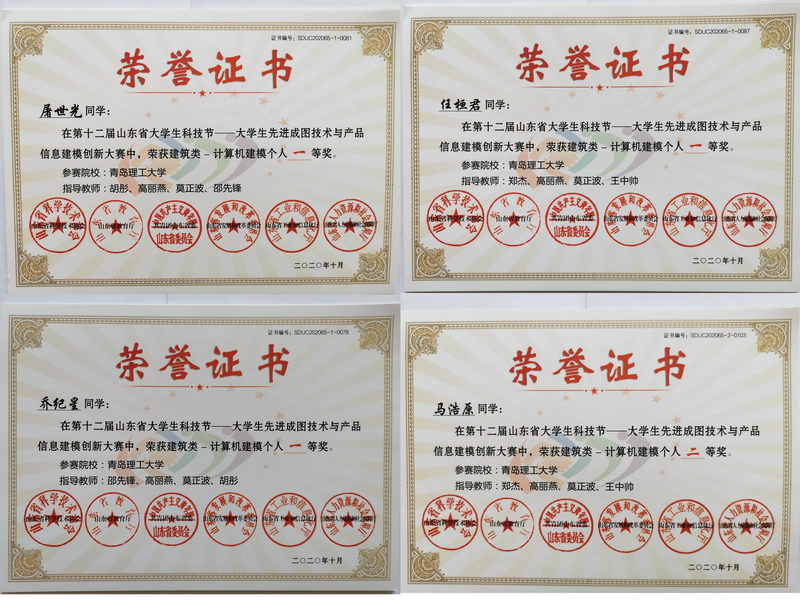 证书编号：SDUC202065-1-0081
荣誉证书
屠世光 同学：
在第十二届山东省大学生科技节——大学生先进成图技术与产品
信息建模创新大赛中，荣获建筑类－计算机建模个人 一 等奖。
参赛院校：青岛理工大学
指导教师：胡彤、高丽燕、莫正波、邵先锋
二〇二〇年十月
证书编号：SDUC202065-1-0087
荣誉证书
任桓君 同学：
在第十二届山东省大学生科技节——大学生先进成图技术与产品
信息建模创新大赛中，荣获建筑类－计算机建模个人 一 等奖。
参赛院校：青岛理工大学
指导教师：郑杰、高丽燕、莫正波、王中帅
二〇二〇年十月
证书编号：SDUC202065-1-0078
荣誉证书
乔纪星 同学：
在第十二届山东省大学生科技节——大学生先进成图技术与产品
信息建模创新大赛中，荣获建筑类－计算机建模个人 一 等奖。
参赛院校：青岛理工大学
指导教师：邵先锋、高丽燕、莫正波、胡彤
二〇二〇年十月
证书编号：SDUC202065-2-0103
荣誉证书
马浩原 同学：
在第十二届山东省大学生科技节——大学生先进成图技术与产品
信息建模创新大赛中，荣获建筑类－计算机建模个人 二 等奖。
参赛院校：青岛理工大学
指导教师：郑杰、高丽燕、莫正波、王中帅
二〇二〇年十月